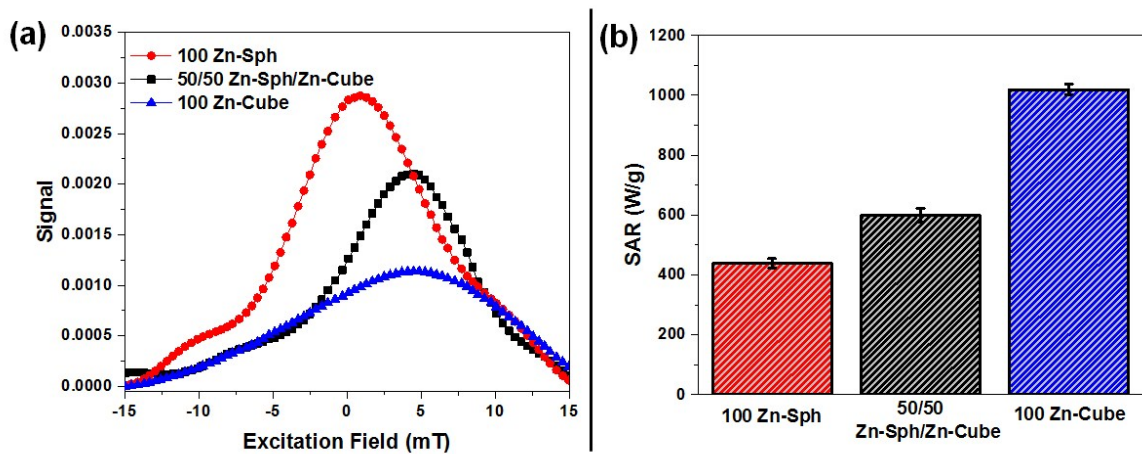 (a)
0.0035
0.0030
0.0025
0.0020
0.0015
0.0010
0.0005
0.0000
Signal
100 Zn-Sph
50/50 Zn-Sph/Zn-Cube
100 Zn-Cube
-15 -10 -5 0 5 10 15
Excitation Field (mT)
(b)
1200
1000
800
600
400
200
0
SAR (W/g)
100 Zn-Sph
50/50
Zn-Sph/Zn-Cube
100 Zn-Cube